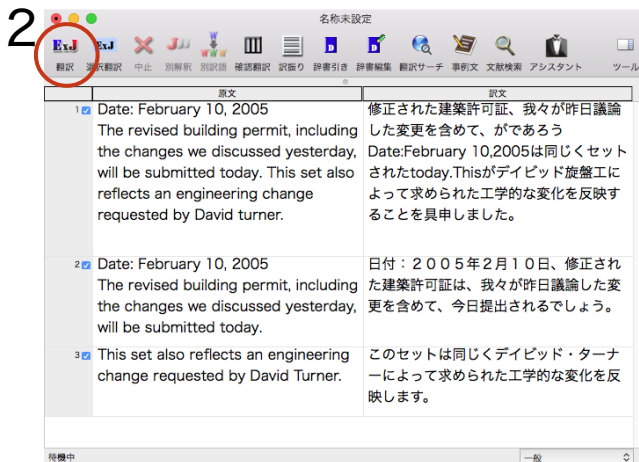 2
名称未設定
ExJ ExJ
翻訳 選択翻訳 中止 別解釈 別訳語 確認翻訳 訳振り 辞書引き 辞書編集 翻訳サーチ 事例文 文献検索 アシスタント ツール
原文 訳文
1 Date: February 10, 2005
The revised building permit, including
the changes we discussed yesterday,
will be submitted today. This set also
reflects an engineering change
requested by David turner.
修正された建築許可証、我々が昨日議論
した変更を含めて、がであろう
Date:February 10,2005は同じくセット
されたtoday.Thisがデイビッド旋盤工に
よって求められた工学的な変化を反映す
ることを具申しました。
2 Date: February 10, 2005
The revised building permit, including
the changes we discussed yesterday,
will be submitted today.
日付：２００５年２月１０日、修正され
た建築許可証は、我々が昨日議論した変
更を含めて、今日提出されるでしょう。
3 This set also reflects an engineering
change requested by David Turner.
このセットは同じくデイビッド・ターナ
ーによって求められた工学的な変化を反
映します。
待機中 一般